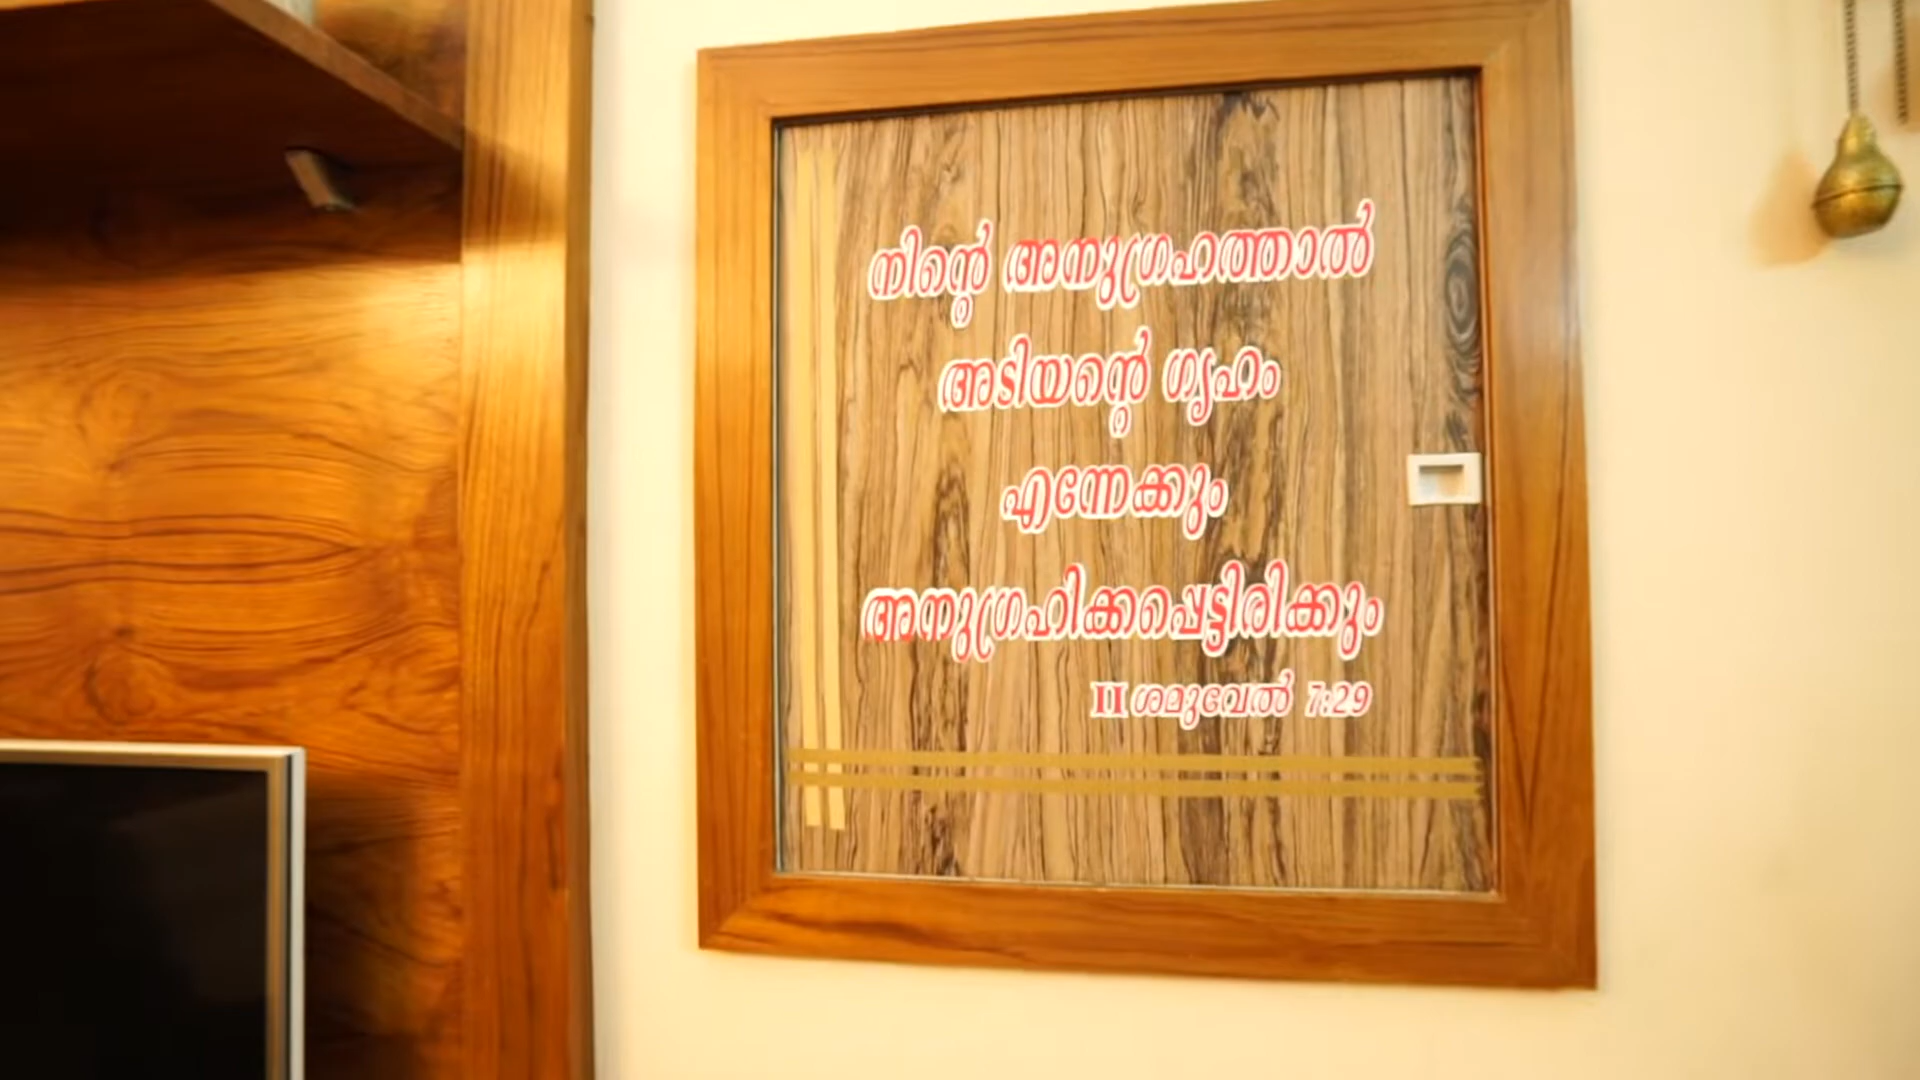 നിന്റെ അനുഗ്രഹത്താൽ
അടിയന്റെ ഗൃഹം
എന്നേക്കും
അനുഗ്രഹിക്കപ്പെട്ടിരിക്കും
II ശമുവേൽ 7:29